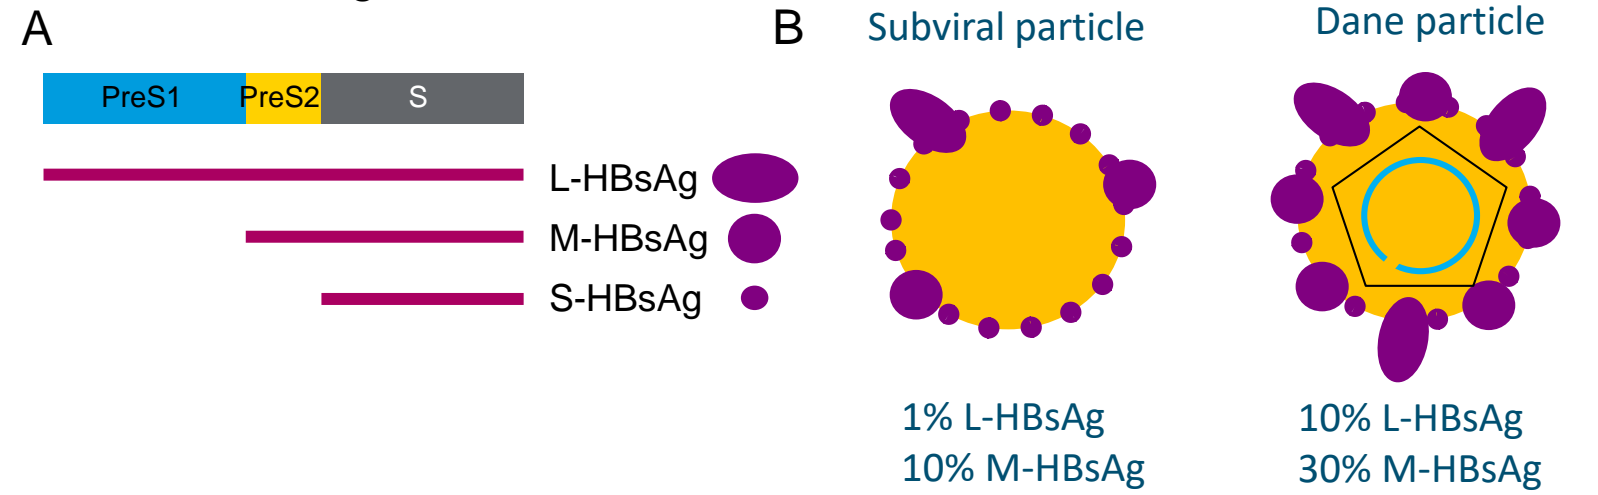 A
PreS1 PreS2 S
L-HBsAg
M-HBsAg
S-HBsAg
B
Subviral particle
1% L-HBsAg
10% M-HBsAg
Dane particle
10% L-HBsAg
30% M-HBsAg